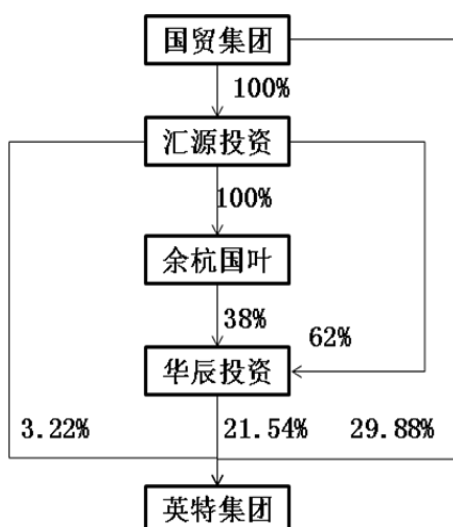 国贸集团
100%
汇源投资
100%
余杭国叶
38%
62%
华辰投资
3.22%
21.54%
29.88%
英特集团